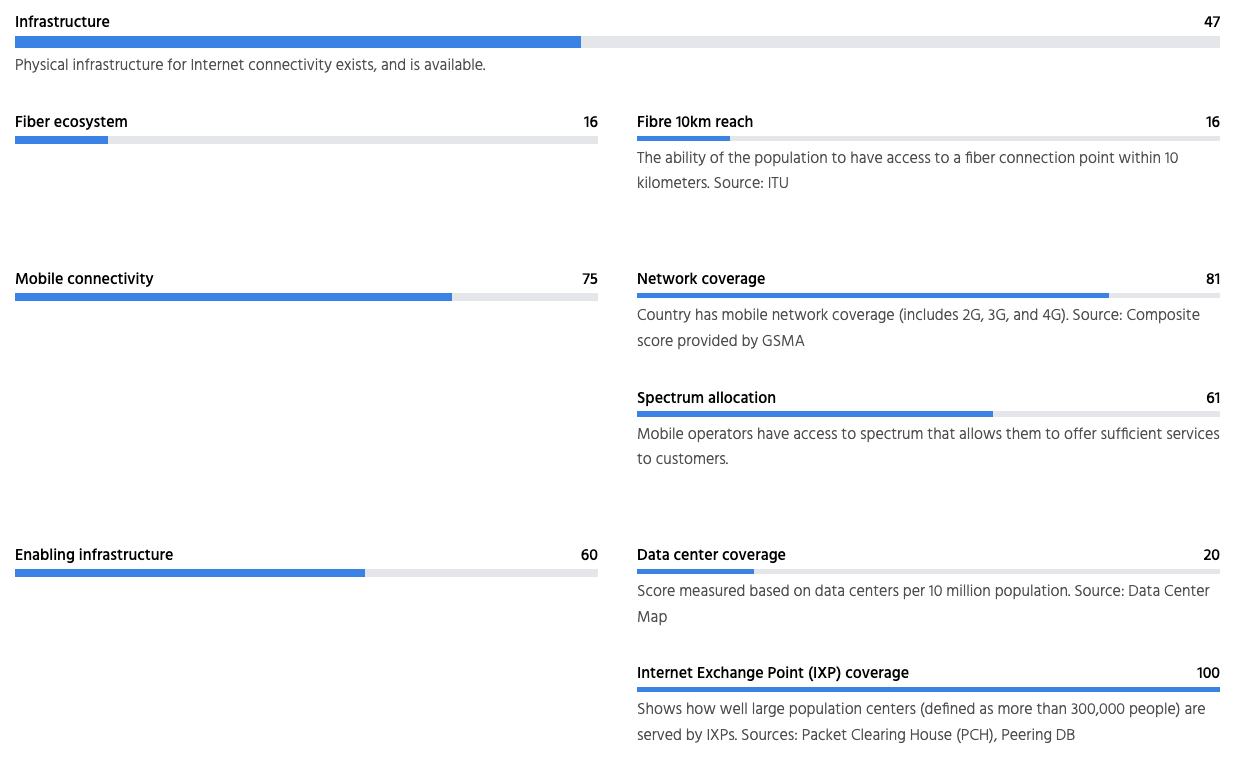 Infrastructure 47
Physical infrastructure for Internet connectivity exists, and is available.
Fiber ecosystem 16
Fibre 10km reach 16
The ability of the population to have access to a fiber connection point within 10
kilometers. Source: ITU
Mobile connectivity 75
Network coverage 81
Country has mobile network coverage (includes 2G, 3G, and 4G). Source: Composite
score provided by GSMA
Spectrum allocation 61
Mobile operators have access to spectrum that allows them to offer sufficient services
to customers.
Enabling infrastructure 60
Data center coverage 20
Score measured based on data centers per 10 million population. Source: Data Center
Map
Internet Exchange Point (IXP) coverage 100
Shows how well large population centers (defined as more than 300,000 people) are
served by IXPs. Sources: Packet Clearing House (PCH), Peering DB